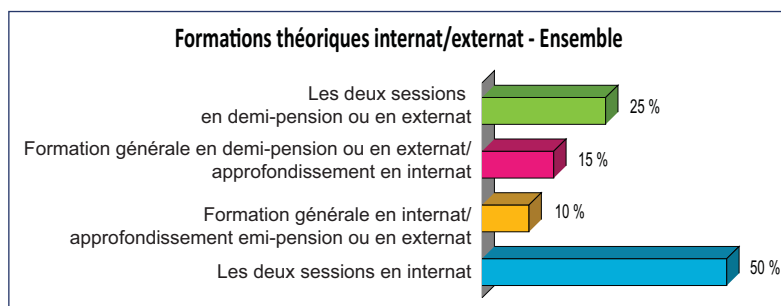 Formations théoriques internat/externat - Ensemble
Les deux sessions
en demi-pension ou en externat
25 %
Formation générale en demi-pension ou en externat/
approfondissement en internat
15 %
Formation générale en internat/
approfondissement emi-pension ou en externat
10 %
Les deux sessions en internat
50 %